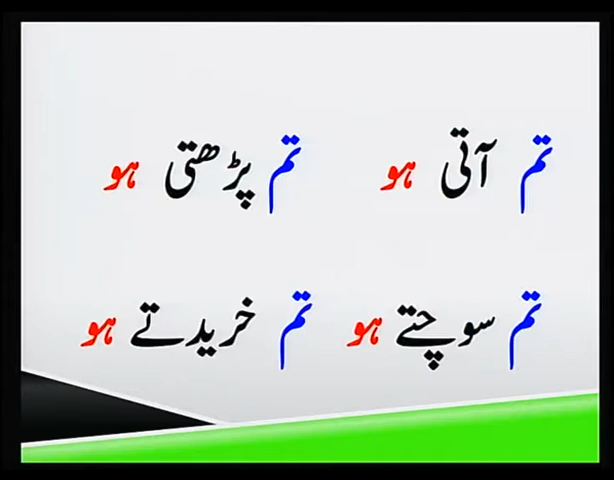 تم آتی ہو تم پڑھتی ہو
تم سوچتے ہو تم خریدتے ہو